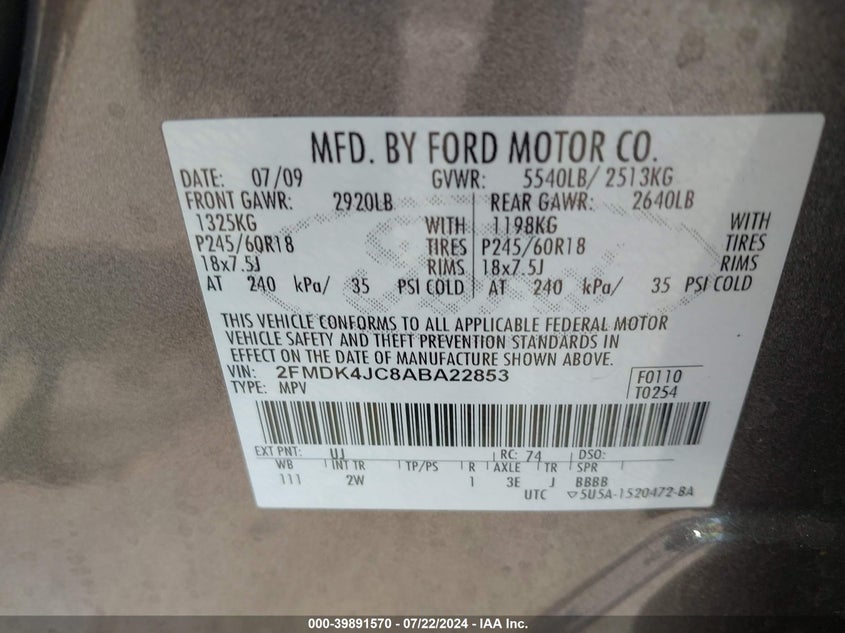 MFD. BY FORD MOTOR CO.
DATE: 07/09 GVWR: 5540LB/ 2513KG
FRONT GAWR: 2920LB REAR GAWR: 2640LB
1325KG WITH 1198KG WITH
P245/60R18 TIRES P245/60R18 TIRES
18x7.5J RIMS 18x7.5J RIMS
AT 240 kPa/ 35 PSI COLD AT 240 kPa/ 35 PSI COLD
THIS VEHICLE CONFORMS TO ALL APPLICABLE FEDERAL MOTOR
VEHICLE SAFETY AND THEFT PREVENTION STANDARDS IN
EFFECT ON THE DATE OF MANUFACTURE SHOWN ABOVE.
VIN: 2FMDK4JC8ABA22853 F0110
TYPE: MPV T0254
EXT PNT: UJ RC: 74 DSO:
WB INT TR TP/PS R AXLE TR SPR
111 2W 1 3E J BBBB
UTC ▽5U5A-1520472-BA
000-39891570 - 07/22/2024 - IAA Inc.